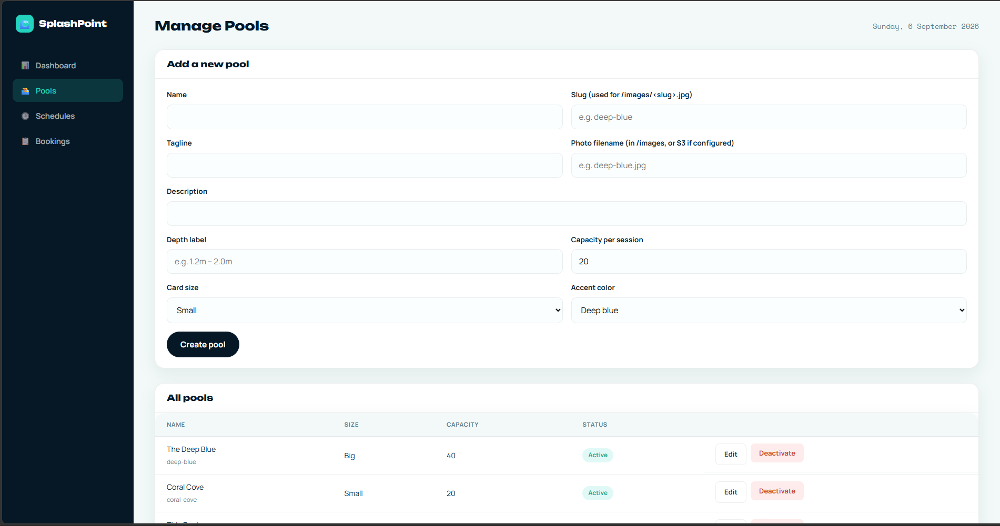 SplashPoint
Dashboard
Pools
Schedules
Bookings
Manage Pools
Sunday, 6 September 2026
Add a new pool
Name
Slug (used for /images/<slug>.jpg)
e.g. deep-blue
Tagline
Photo filename (in /images, or S3 if configured)
e.g. deep-blue.jpg
Description
Depth label
Capacity per session
e.g. 1.2m – 2.0m
20
Card size
Accent color
Small
Deep blue
Create pool
All pools
NAME SIZE CAPACITY STATUS
The Deep Blue
deep-blue
Big 40 Active Edit Deactivate
Coral Cove
coral-cove
Small 20 Active Edit Deactivate